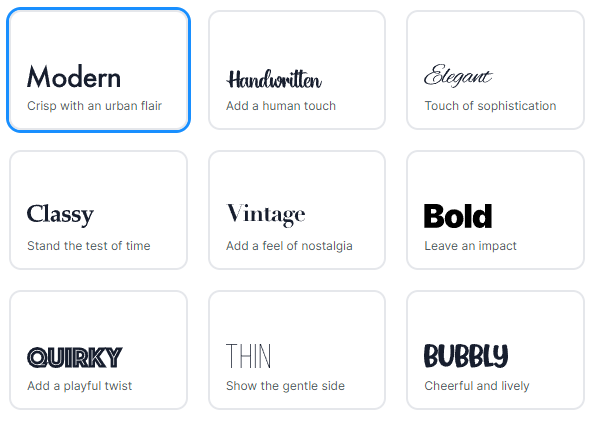 Modern
Crisp with an urban flair
Handwritten
Add a human touch
Elegant
Touch of sophistication
Classy
Stand the test of time
Vintage
Add a feel of nostalgia
Bold
Leave an impact
QUIRKY
Add a playful twist
THIN
Show the gentle side
BUBBLY
Cheerful and lively